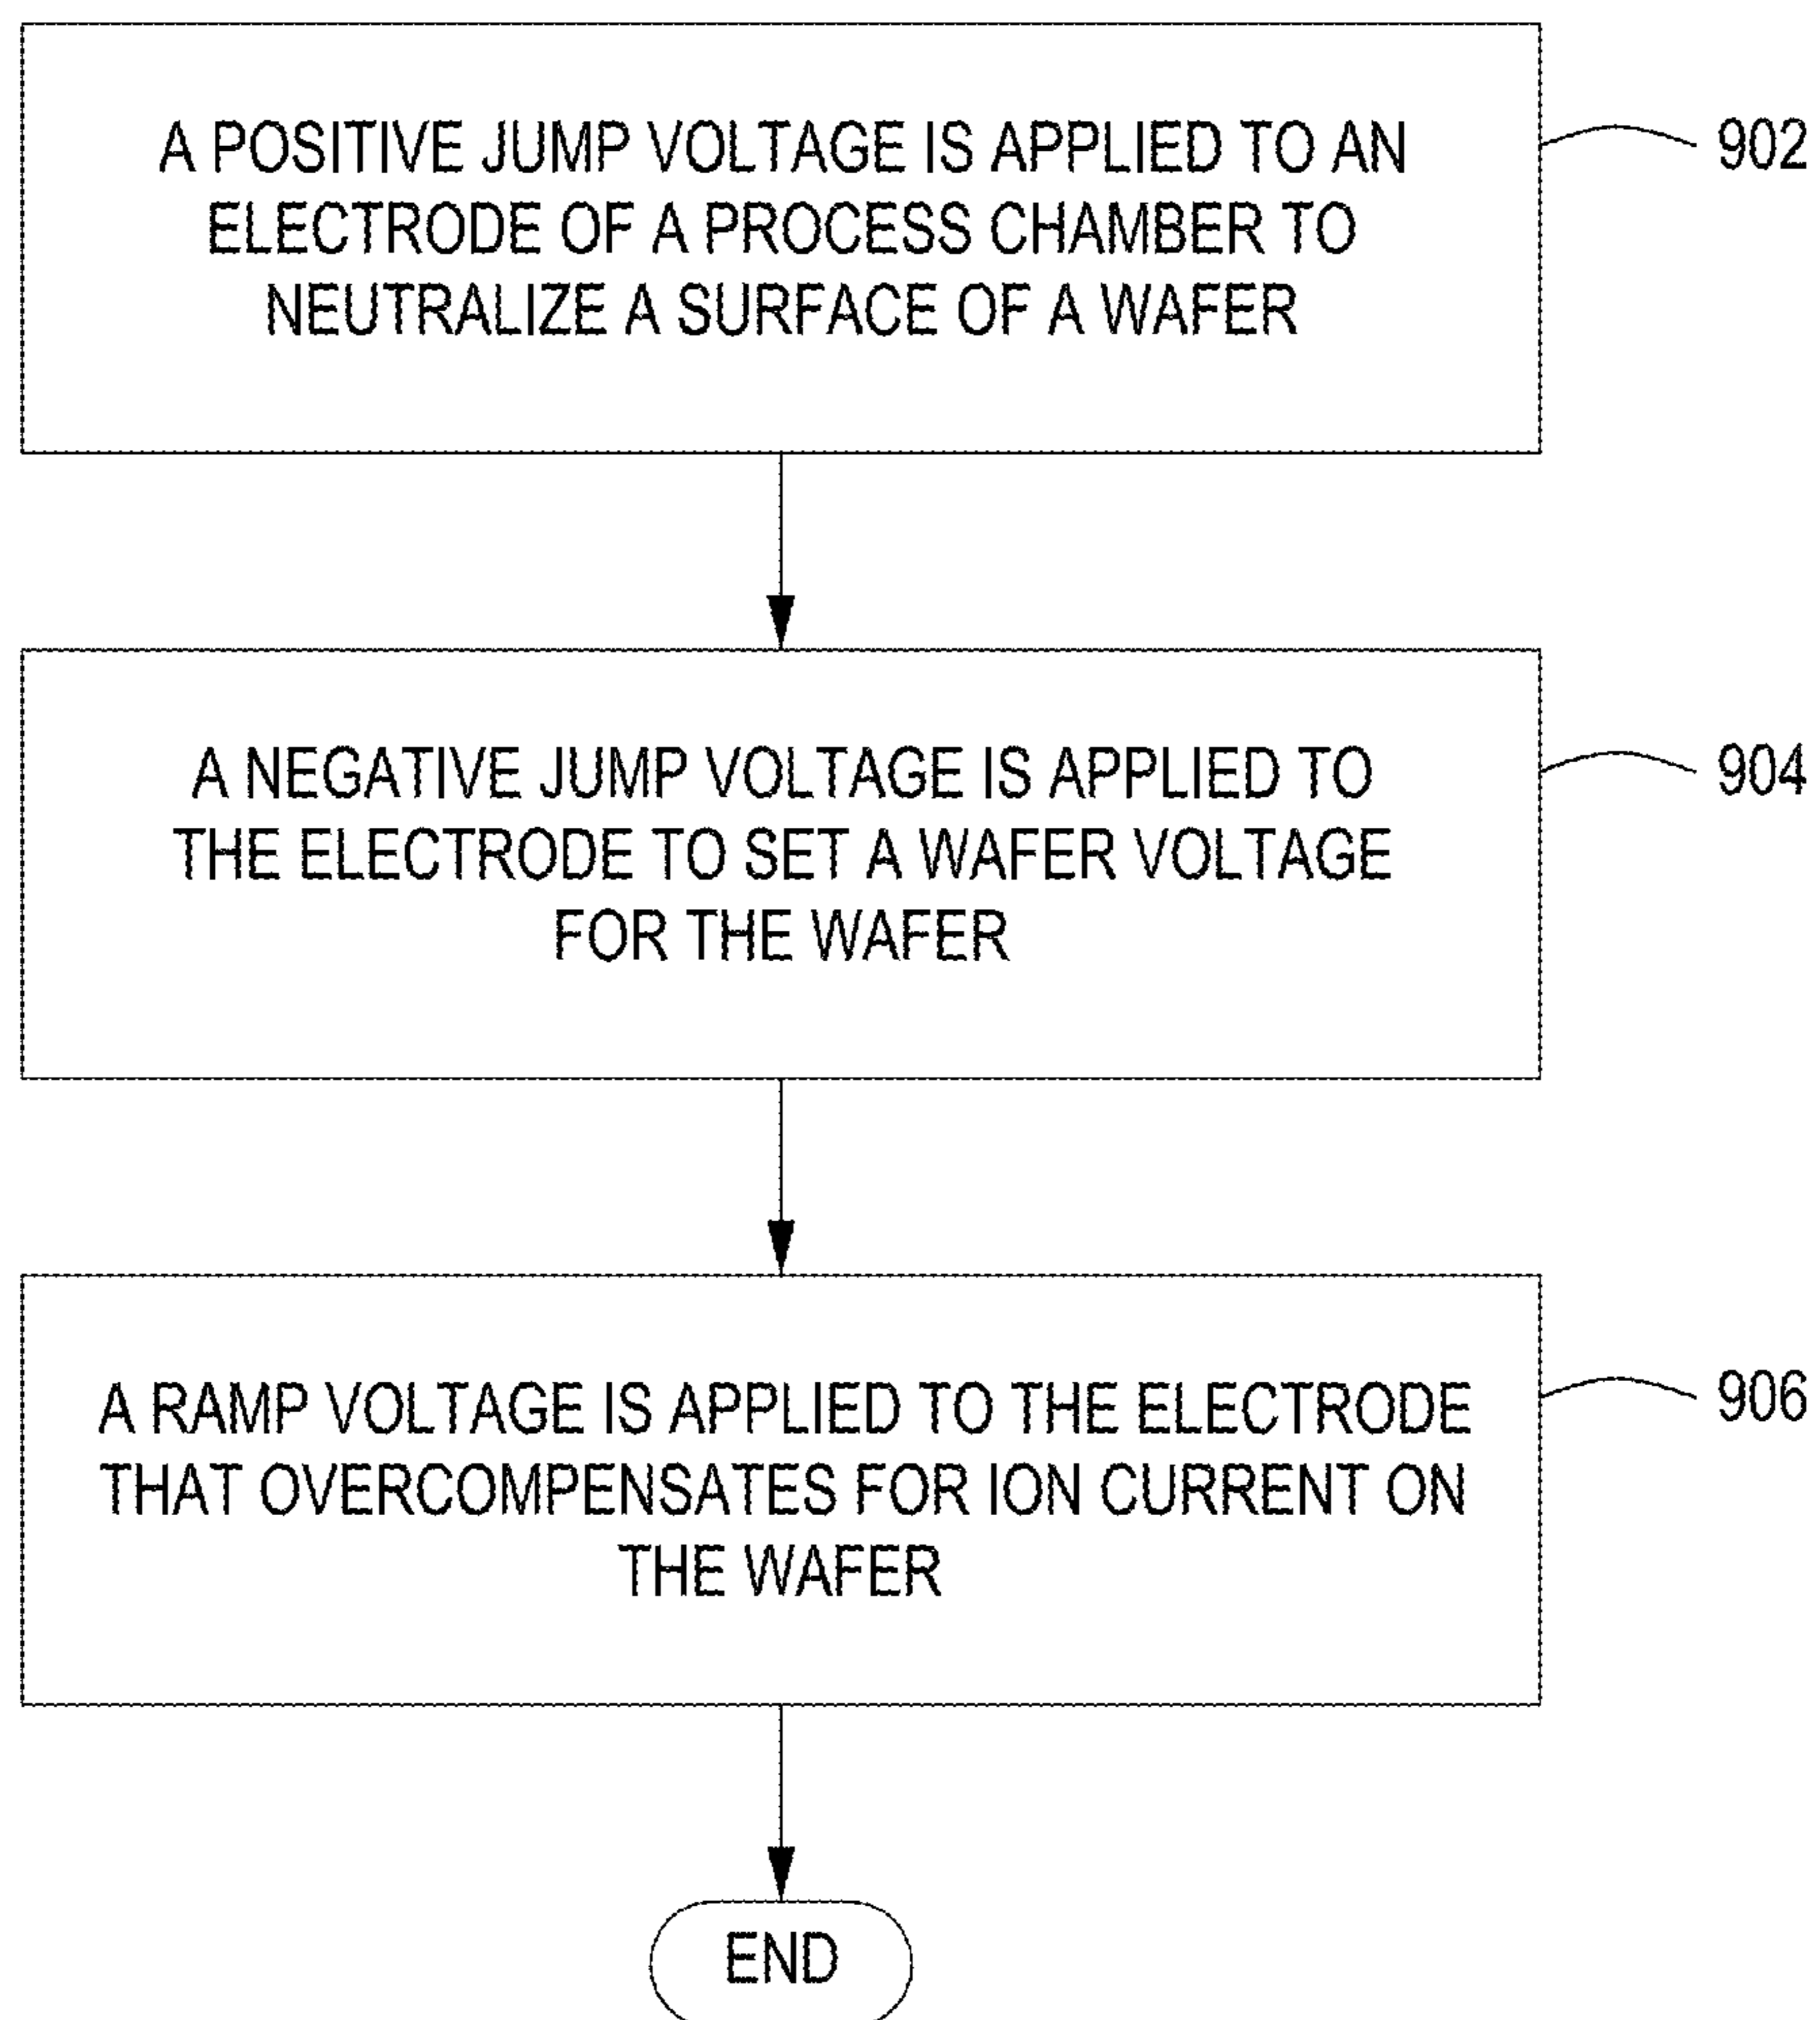 A POSITIVE JUMP VOLTAGE IS APPLIED TO AN
ELECTRODE OF A PROCESS CHAMBER TO
NEUTRALIZE A SURFACE OF A WAFER
902
A NEGATIVE JUMP VOLTAGE IS APPLIED TO
THE ELECTRODE TO SET A WAFER VOLTAGE
FOR THE WAFER
904
A RAMP VOLTAGE IS APPLIED TO THE ELECTRODE
THAT OVERCOMPENSATES FOR ION CURRENT ON
THE WAFER
906
END